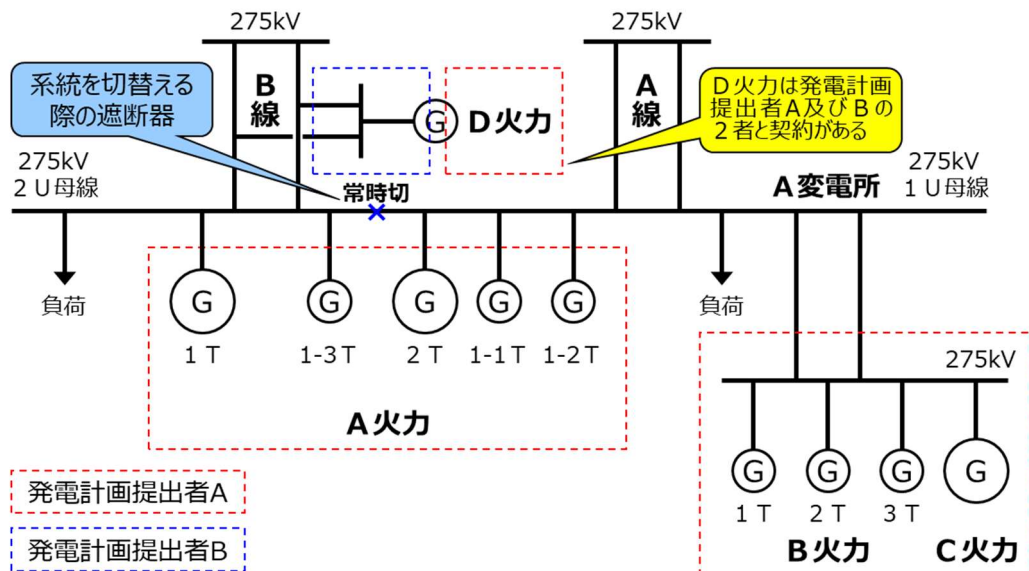 275kV
275kV
系統を切替える
際の遮断器
B
線
G
D火力
A
線
D火力は発電計画
提出者A及びBの
2者と契約がある
275kV
2U母線
常時切
A変電所
275kV
1U母線
負荷
G
G
G
G
G
負荷
1T
1-3T
2T
1-1T
1-2T
A火力
275kV
G
G
G
G
1T
2T
3T
B火力
C火力
発電計画提出者A
発電計画提出者B